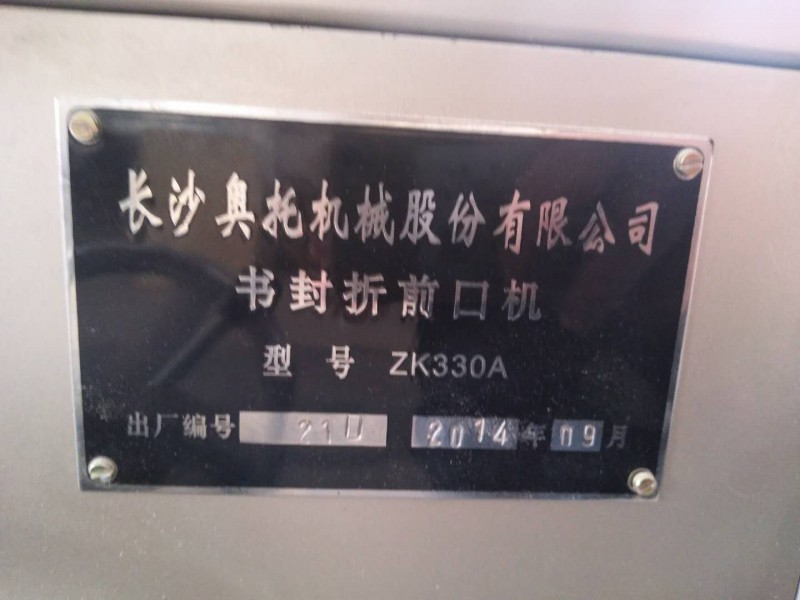 长沙奥托机械股份有限公司
书封折前口机
型 号 ZK330A
出厂编号 210 2014年09月